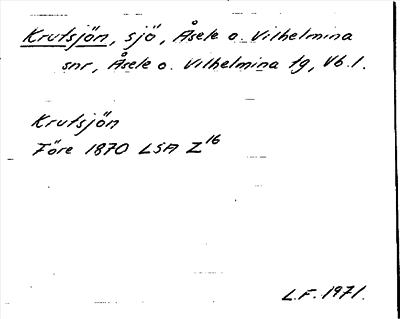 Krutsjön, sjö, Åsele o. Vilhelmina
snr, Åsele o. Vilhelmina tg, Vb. l.
Krutsjön
Före 1870 LSA Z16
L.F. 1971.